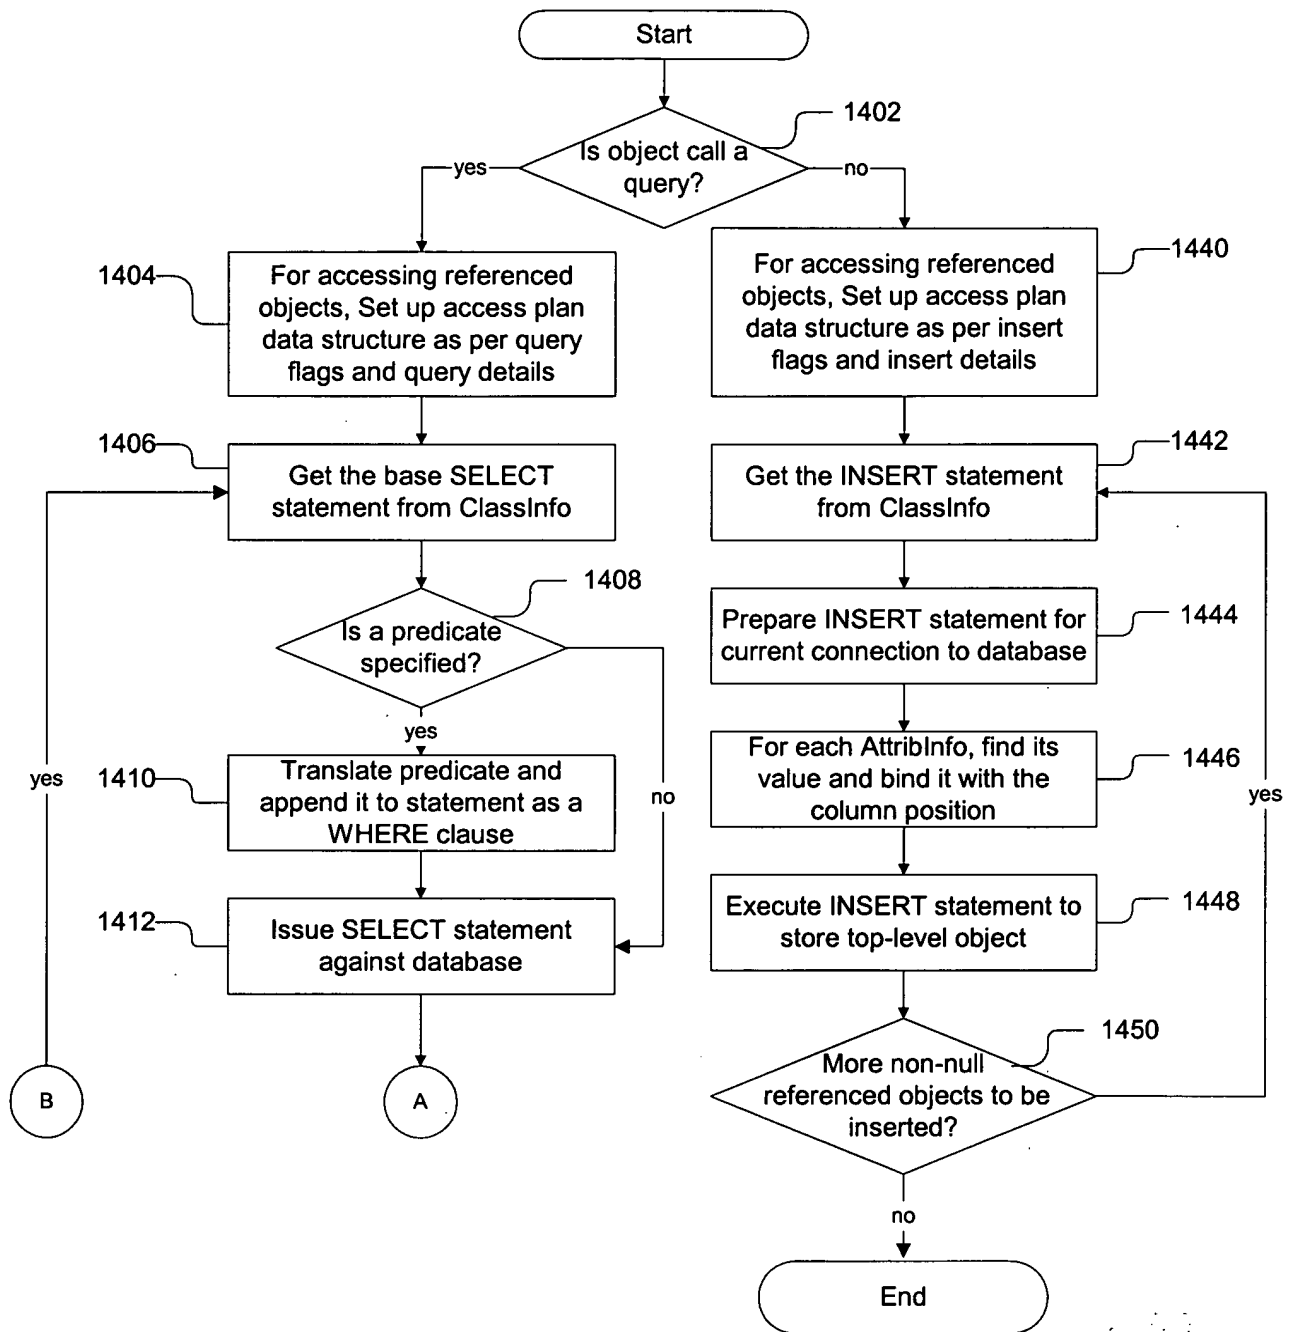 Start
1402
Is object call a
query?
yes
no
1404
For accessing referenced
objects, Set up access plan
data structure as per query
flags and query details
1440
For accessing referenced
objects, Set up access plan
data structure as per insert
flags and insert details
1406
Get the base SELECT
statement from ClassInfo
1442
Get the INSERT statement
from ClassInfo
1408
Is a predicate
specified?
1444
Prepare INSERT statement for
current connection to database
yes
1410
Translate predicate and
append it to statement as a
WHERE clause
no
yes
1446
For each AttribInfo, find its
value and bind it with the
column position
yes
1412
Issue SELECT statement
against database
1448
Execute INSERT statement to
store top-level object
1450
More non-null
referenced objects to be
inserted?
B
A
no
End